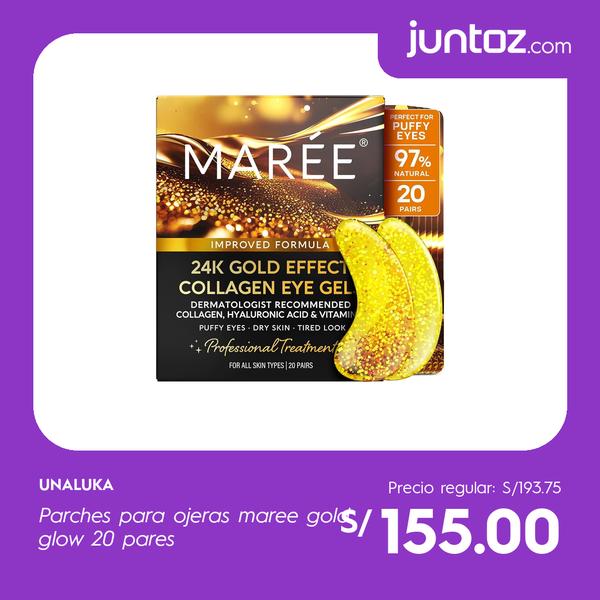 juntoz.com
MARÉE®
IMPROVED FORMULA
24K GOLD EFFECT
COLLAGEN EYE GEL
DERMATOLOGIST RECOMMENDED
COLLAGEN, HYALURONIC ACID & VITAMIN
PUFFY EYES · DRY SKIN · TIRED LOOK
Professional Treatment
FOR ALL SKIN TYPES | 20 PAIRS
PERFECT FOR
PUFFY
EYES
97%
NATURAL
20
PAIRS
UNALUKA
Parches para ojeras maree gold
glow 20 pares
Precio regular: S/193.75
S/155.00